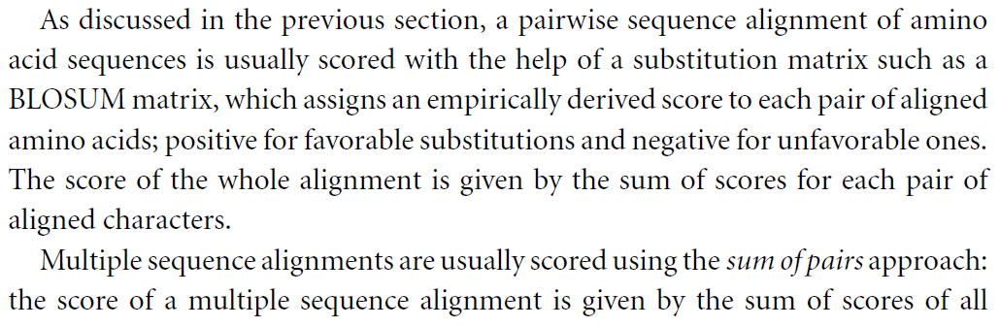 As discussed in the previous section, a pairwise sequence alignment of amino
acid sequences is usually scored with the help of a substitution matrix such as a
BLOSUM matrix, which assigns an empirically derived score to each pair of aligned
amino acids; positive for favorable substitutions and negative for unfavorable ones.
The score of the whole alignment is given by the sum of scores for each pair of
aligned characters.
Multiple sequence alignments are usually scored using the sum of pairs approach:
the score of a multiple sequence alignment is given by the sum of scores of all